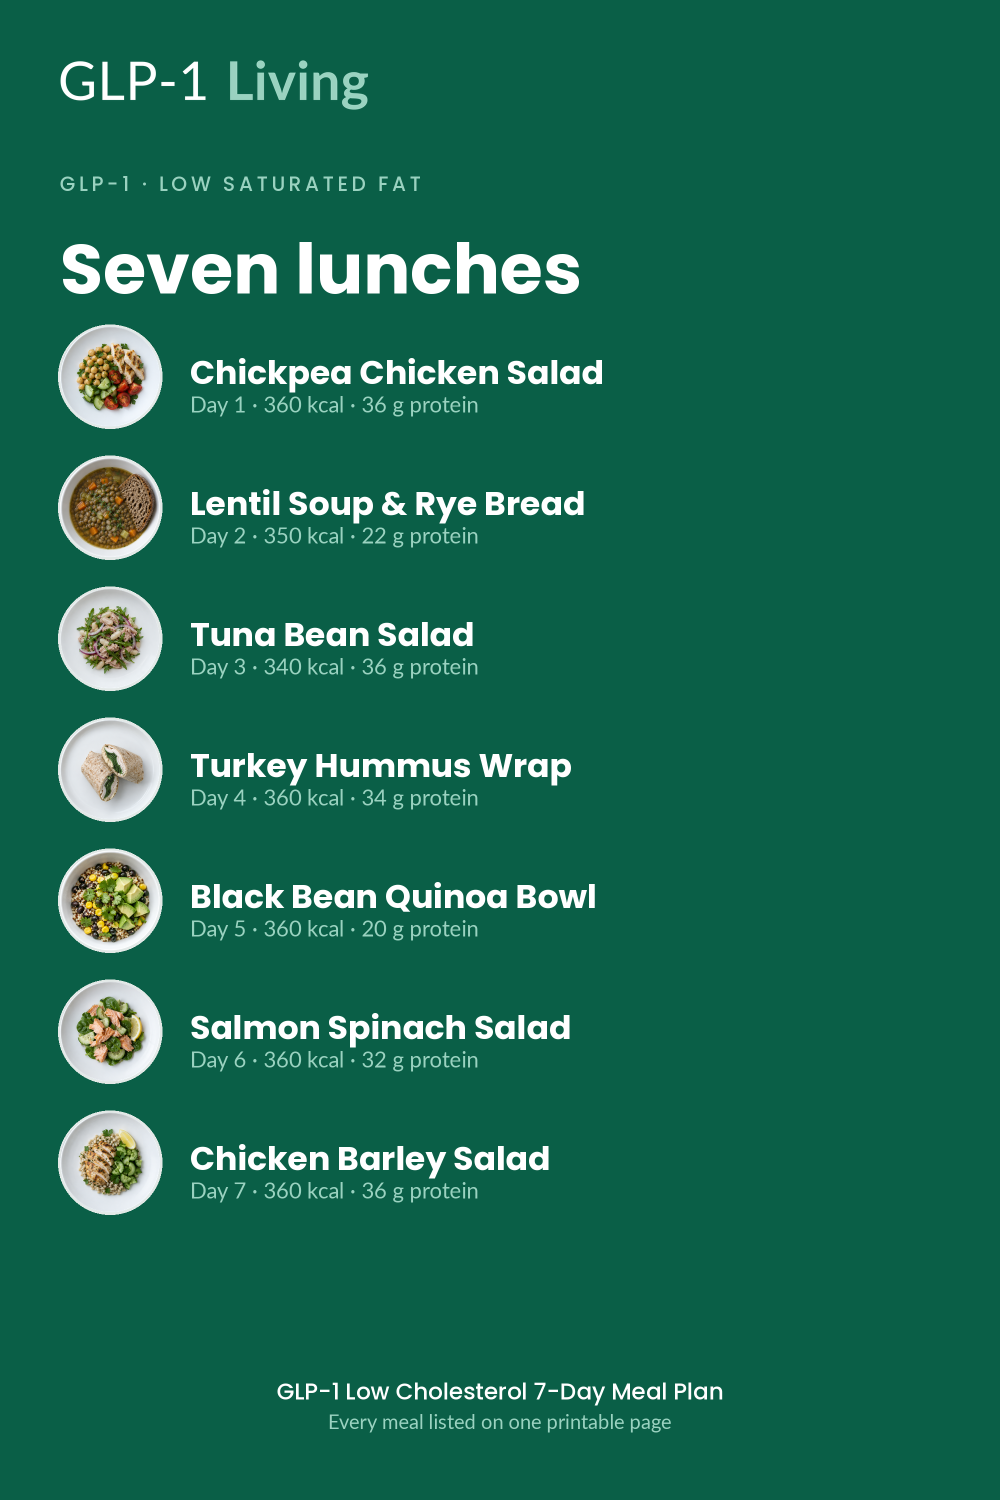 GLP-1 Living
GLP-1 · LOW SATURATED FAT
Seven lunches
Chickpea Chicken Salad
Day 1 · 360 kcal · 36 g protein
Lentil Soup & Rye Bread
Day 2 · 350 kcal · 22 g protein
Tuna Bean Salad
Day 3 · 340 kcal · 36 g protein
Turkey Hummus Wrap
Day 4 · 360 kcal · 34 g protein
Black Bean Quinoa Bowl
Day 5 · 360 kcal · 20 g protein
Salmon Spinach Salad
Day 6 · 360 kcal · 32 g protein
Chicken Barley Salad
Day 7 · 360 kcal · 36 g protein
GLP-1 Low Cholesterol 7-Day Meal Plan
Every meal listed on one printable page